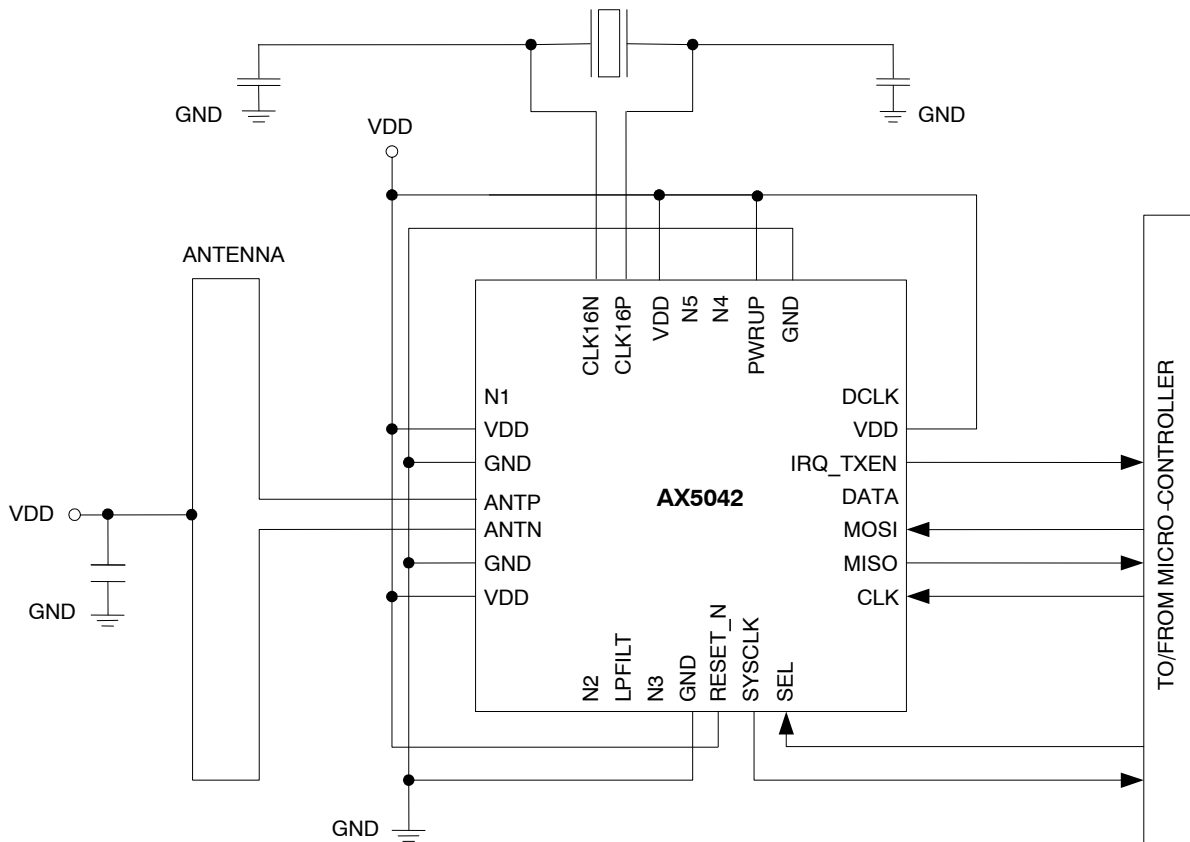 GND
GND
VDD
ANTENNA
CLK16N
CLK16P
VDD
N5
N4
PWRUP
GND
N1
VDD
GND
ANTP
ANTN
GND
VDD
AX5042
DCLK
VDD
IRQ_TXEN
DATA
MOSI
MISO
CLK
N2
LPFILT
N3
GND
RESET_N
SYSCLK
SEL
VDD
GND
GND
TO/FROM MICRO-CONTROLLER